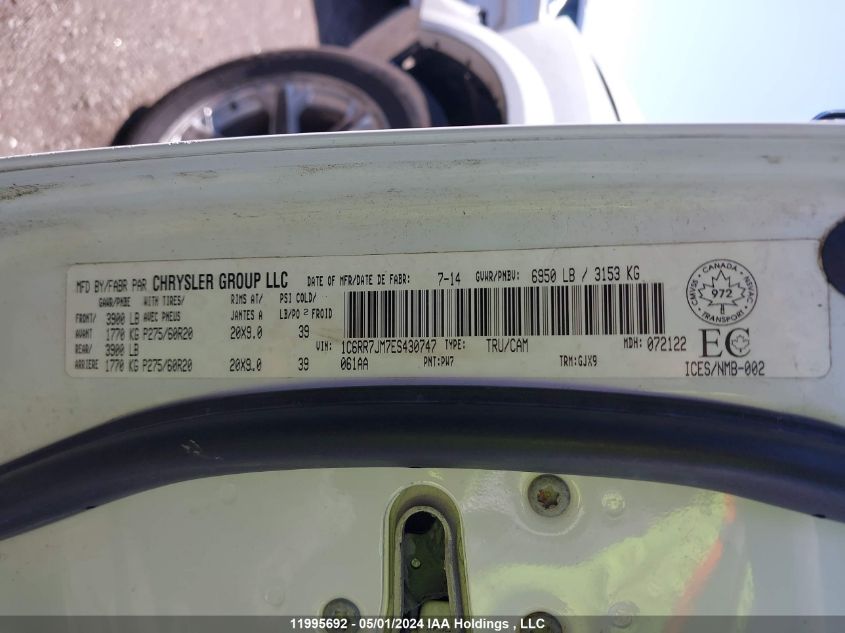 MFD BY/FABR PAR CHRYSLER GROUP LLC DATE OF MFR/DATE DE FABR: 7-14 GVWR/PNBV: 6950 LB / 3153 KG
GAWR/PNBE WITH TIRES/ RIMS AT/ PSI COLD/
FRONT/ 3900 LB AVEC PNEUS JANTES A LB/PO 2 FROID
AVANT 1770 KG P275/60R20 20X9.0 39
REAR/ 3900 LB
ARRIERE 1770 KG P275/60R20 20X9.0 39
VIN: 1C6RR7JM7ES430747 TYPE: TRU/CAM MDH: 072122
061AA PNT:PW7 TRM:GJX9
CANADA
972
TRANSPORT
EC
ICES/NMB-002
11995692 - 05/01/2024 IAA Holdings , LLC